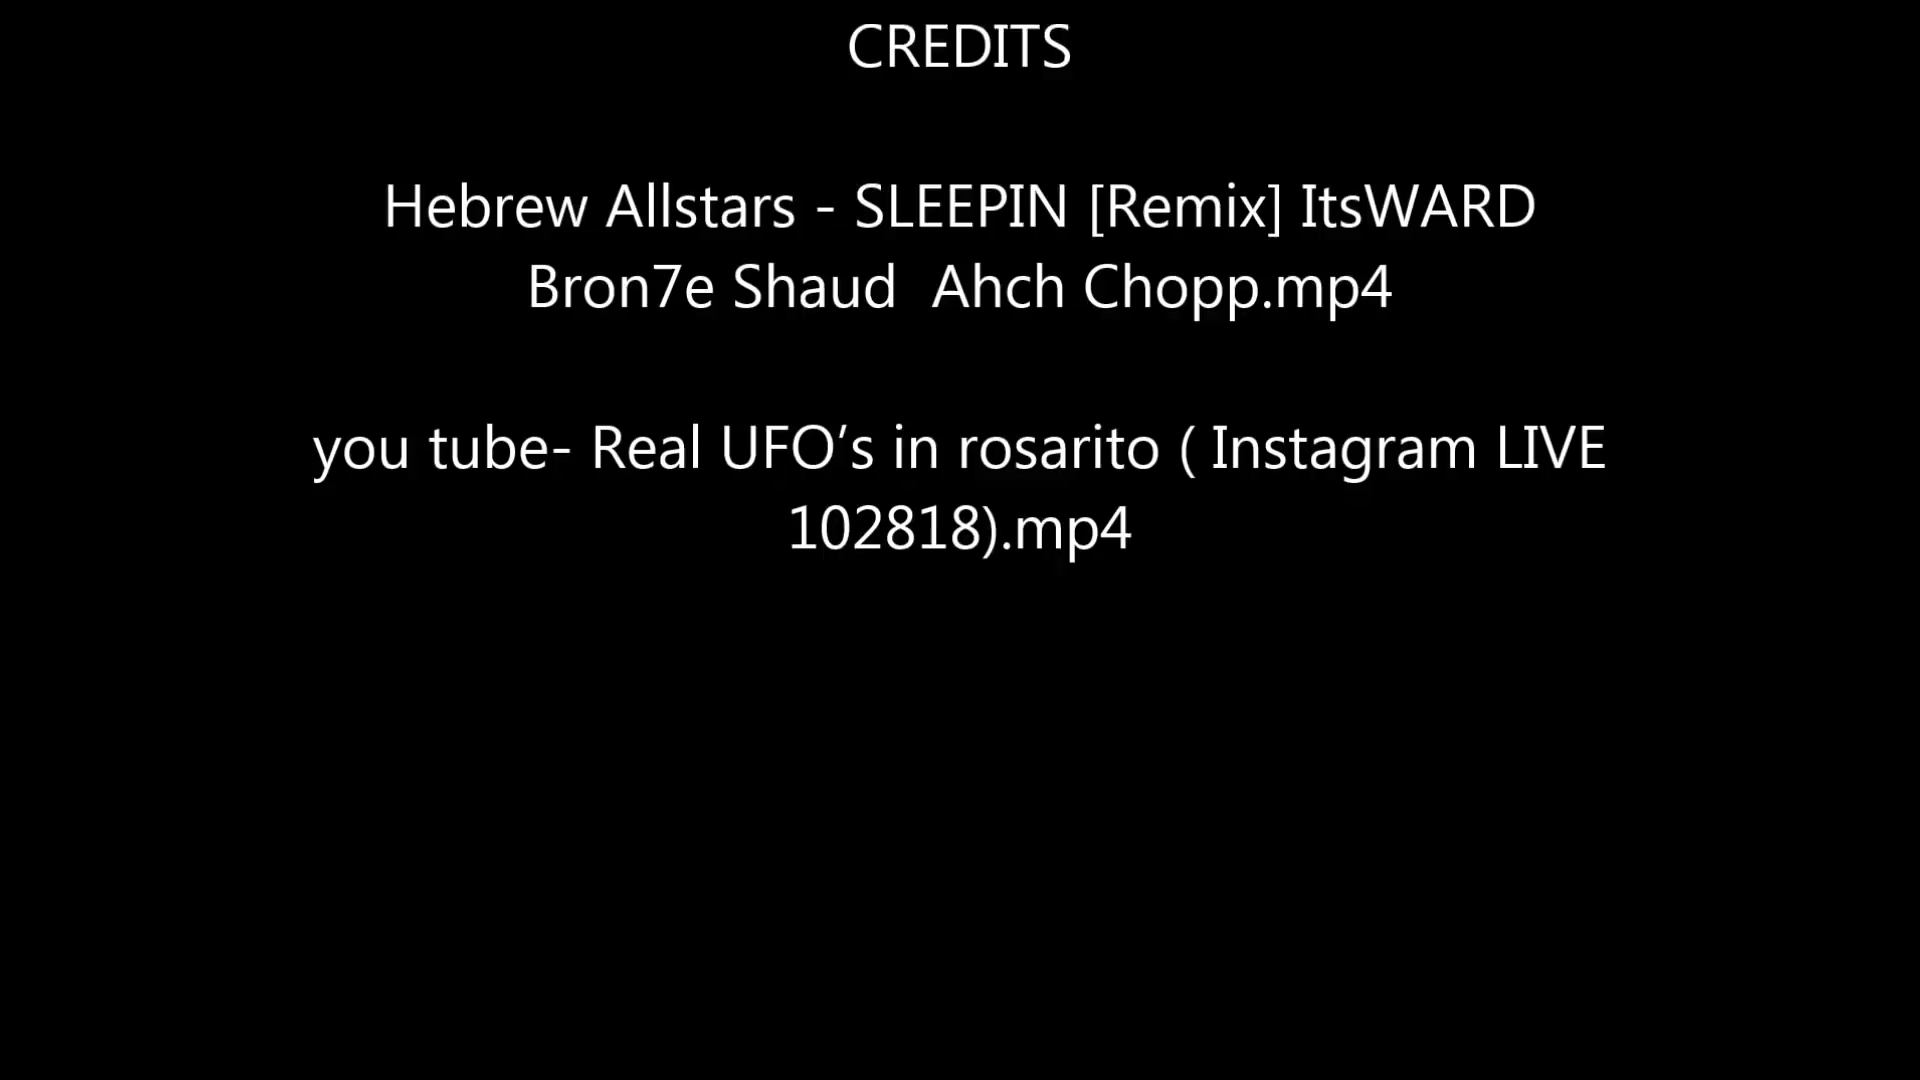 CREDITS
Hebrew Allstars - SLEEPIN [Remix] ItsWARD
Bron7e Shaud  Ahch Chopp.mp4
you tube- Real UFO’s in rosarito ( Instagram LIVE
102818).mp4